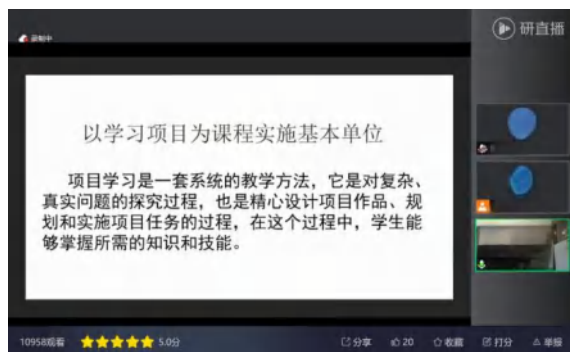 录制中
研直播
以学习项目为课程实施基本单位
项目学习是一套系统的教学方法，它是对复杂、
真实问题的探究过程，也是精心设计项目作品、规
划和实施项目任务的过程，在这个过程中，学生能
够掌握所需的知识和技能。
10958观看 5.0分 分享 20 收藏 打分 举报